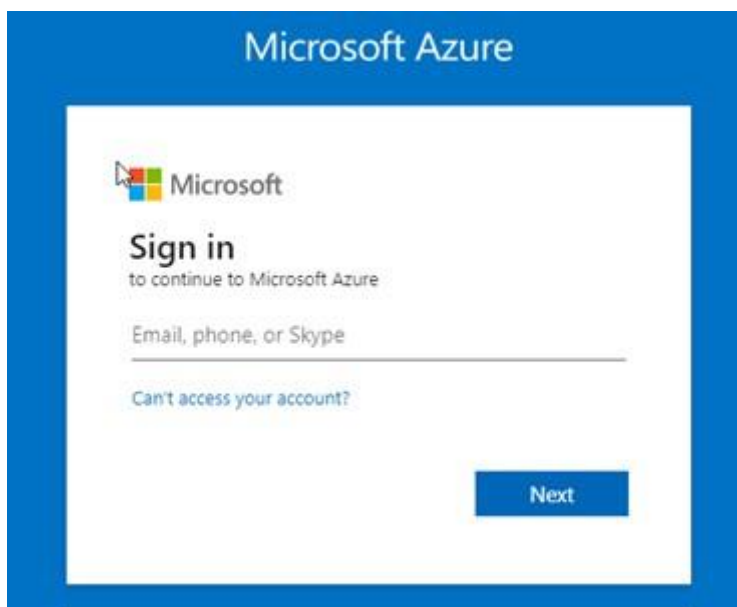 Microsoft Azure
Microsoft
Sign in
to continue to Microsoft Azure
Email, phone, or Skype
Can't access your account?
Next